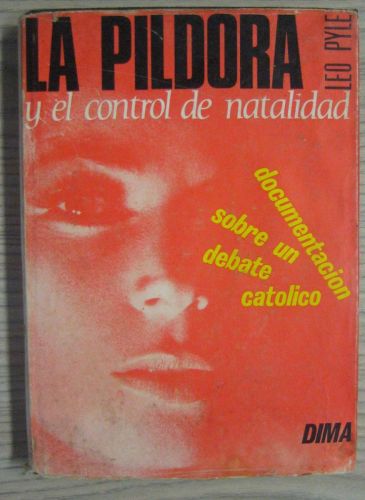 LA PILDORA
LEO PYLE
y el control de natalidad
documentacion
sobre un
debate
catolico
DIMA